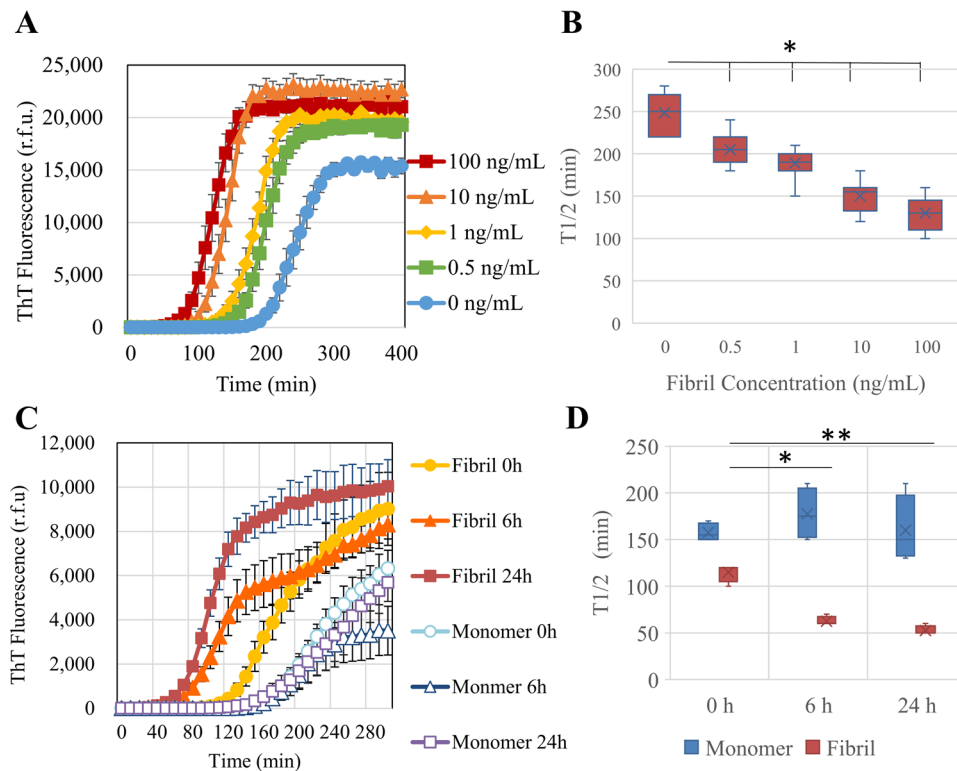 A
25,000
20,000
15,000
10,000
5,000
0
ThT Fluorescence (r.f.u.)
0 100 200 300 400
Time (min)
100 ng/mL
10 ng/mL
1 ng/mL
0.5 ng/mL
0 ng/mL
B
*
300
250
200
150
100
50
0
T1/2 (min)
0 0.5 1 10 100
Fibril Concentration (ng/mL)
C
12,000
10,000
8,000
6,000
4,000
2,000
0
ThT Fluorescence (r.f.u)
0 40 80 120 160 200 240 280
Time (min)
Fibril 0h
Fibril 6h
Fibril 24h
Monomer 0h
Monmer 6h
Monomer 24h
D
**
*
250
200
150
100
50
0
T1/2 (min)
0 h 6 h 24 h
Monomer Fibril